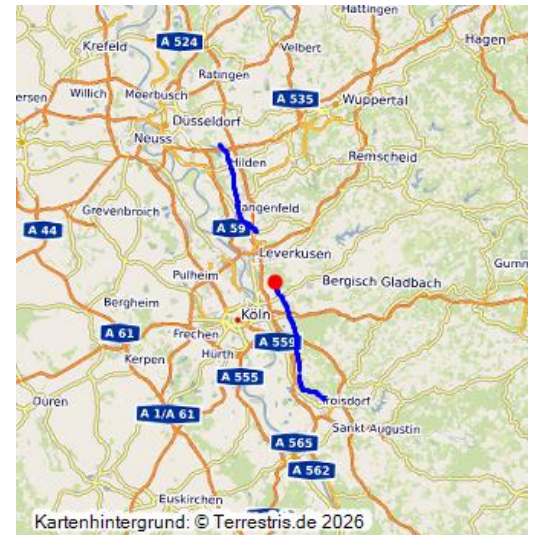 Hattingen
Krefeld
A 524
Velbert
Hagen
Ratingen
ersen
Willich
Meerbusch
A 535
Wuppertal
Düsseldorf
Neuss
Hilden
Remscheid
Grevenbroich
angenfeld
A 44
A 59
Leverkusen
Gumm
Pulheim
Bergisch Gladbach
Bergheim
Köln
A 61
Frechen
A 559
Kerpen
Hürth
A 555
Düren
Troisdorf
A 1/A 61
Sankt Augustin
A 565
A 562
Euskirchen
Kartenhintergrund: © Terrestris.de 2026